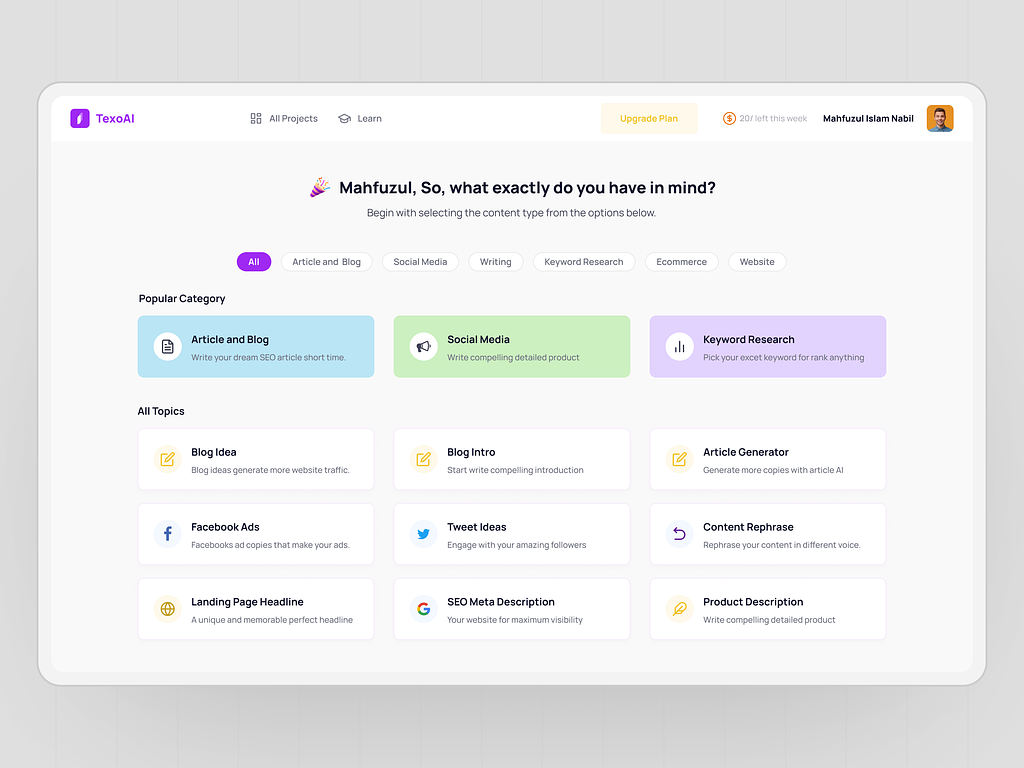 TexoAI
All Projects
Learn
Upgrade Plan
20/ left this week
Mahfuzul Islam Nabil
Mahfuzul, So, what exactly do you have in mind?
Begin with selecting the content type from the options below.
All
Article and Blog
Social Media
Writing
Keyword Research
Ecommerce
Website
Popular Category
Article and Blog
Write your dream SEO article short time.
Social Media
Write compelling detailed product
Keyword Research
Pick your excet keyword for rank anything
All Topics
Blog Idea
Blog ideas generate more website traffic.
Blog Intro
Start write compelling introduction
Article Generator
Generate more copies with article AI
Facebook Ads
Facebooks ad copies that make your ads.
Tweet Ideas
Engage with your amazing followers
Content Rephrase
Rephrase your content in different voice.
Landing Page Headline
A unique and memorable perfect headline
SEO Meta Description
Your website for maximum visibility
Product Description
Write compelling detailed product